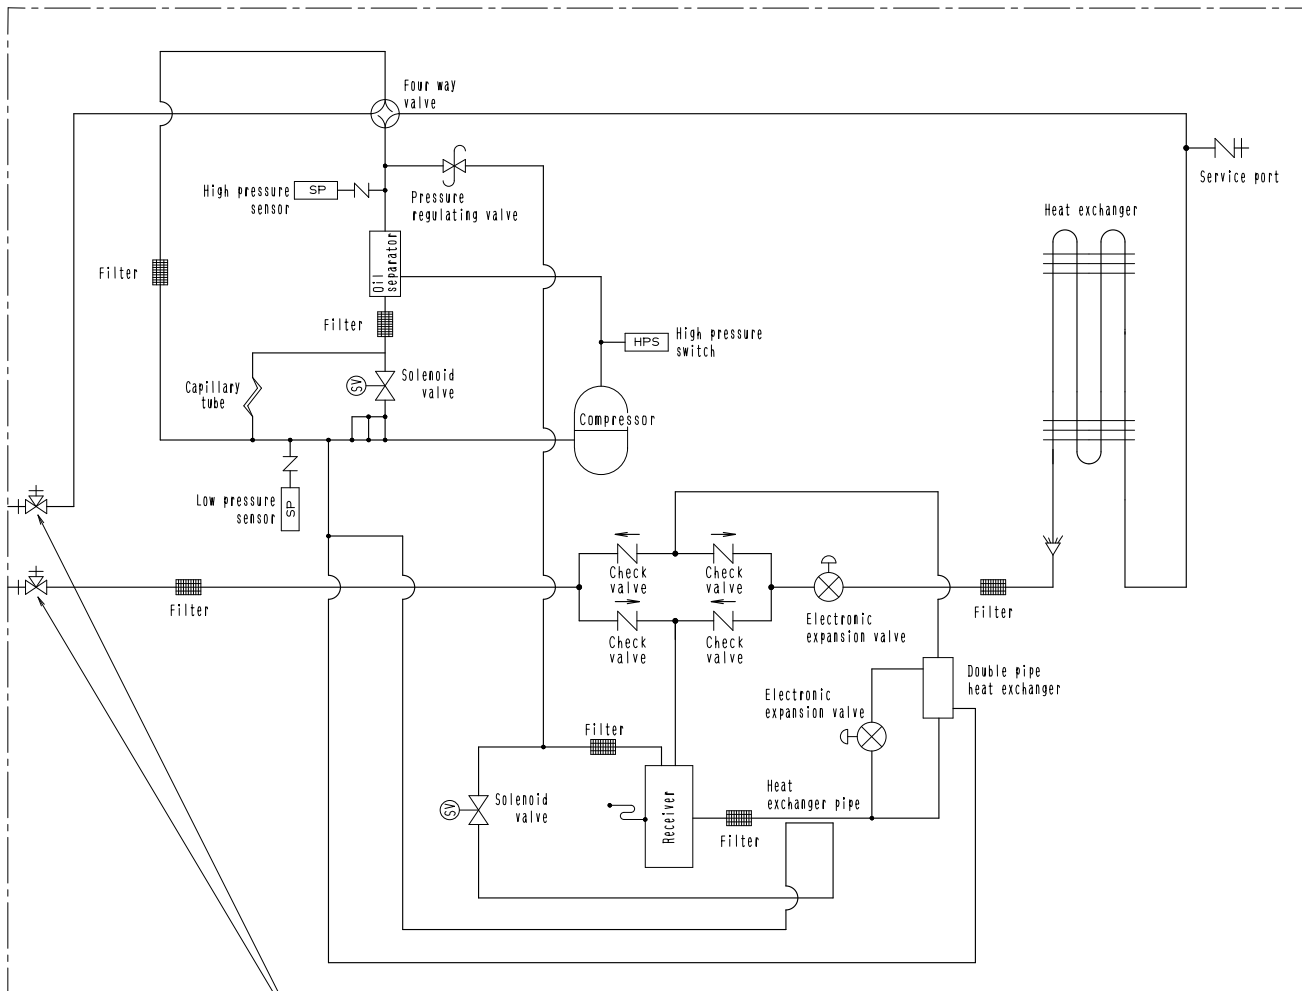 Four way
valve
Service port
High pressure
sensor
SP
Pressure
regulating valve
Heat exchanger
Filter
Oil
separator
Filter
HPS
High pressure
switch
Capillary
tube
SV
Solenoid
valve
Compressor
Low pressure
sensor
SP
Check
valve
Check
valve
Filter
Check
valve
Check
valve
Electronic
expansion valve
Filter
Double pipe
heat exchanger
Electronic
expansion valve
Filter
SV
Solenoid
valve
Receiver
Heat
exchanger pipe
Filter